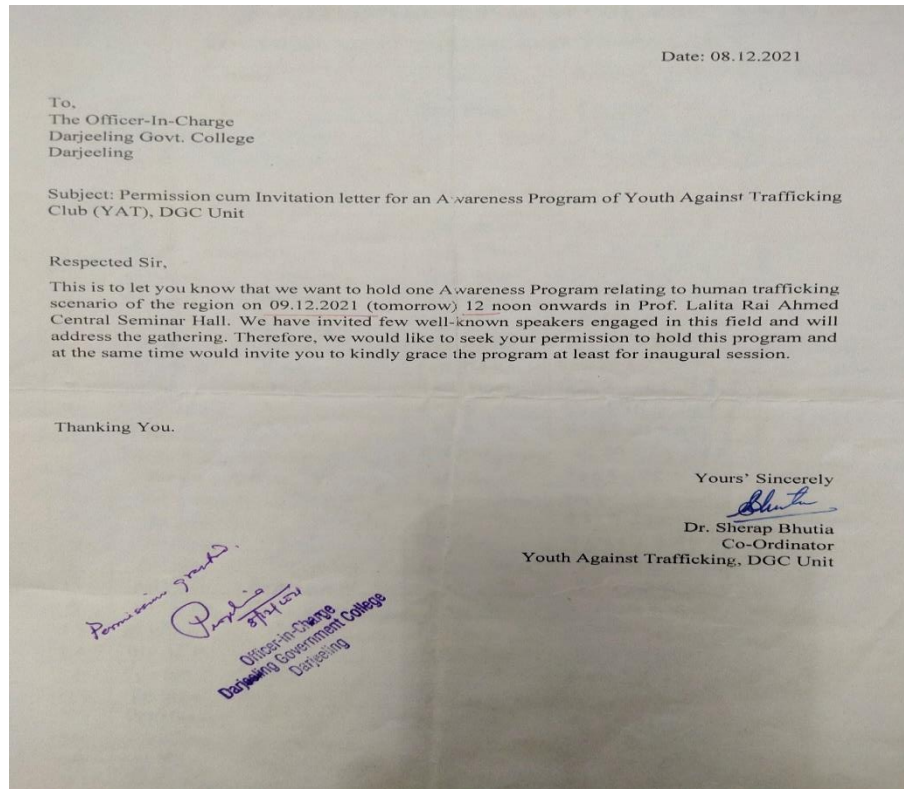 Date: 08.12.2021
To,
The Officer-In-Charge
Darjeeling Govt. College
Darjeeling
Subject: Permission cum Invitation letter for an Awareness Program of Youth Against Trafficking
Club (YAT), DGC Unit
Respected Sir,
This is to let you know that we want to hold one Awareness Program relating to human trafficking
scenario of the region on 09.12.2021 (tomorrow) 12 noon onwards in Prof. Lalita Rai Ahmed
Central Seminar Hall. We have invited few well-known speakers engaged in this field and will
address the gathering. Therefore, we would like to seek your permission to hold this program and
at the same time would invite you to kindly grace the program at least for inaugural session.
Thanking You.
Yours' Sincerely
Bhutia
Dr. Sherap Bhutia
Co-Ordinator
Youth Against Trafficking, DGC Unit
Permission granted.
8/12/2021
Officer-in-Charge
Darjeeling Government College
Darjeeling